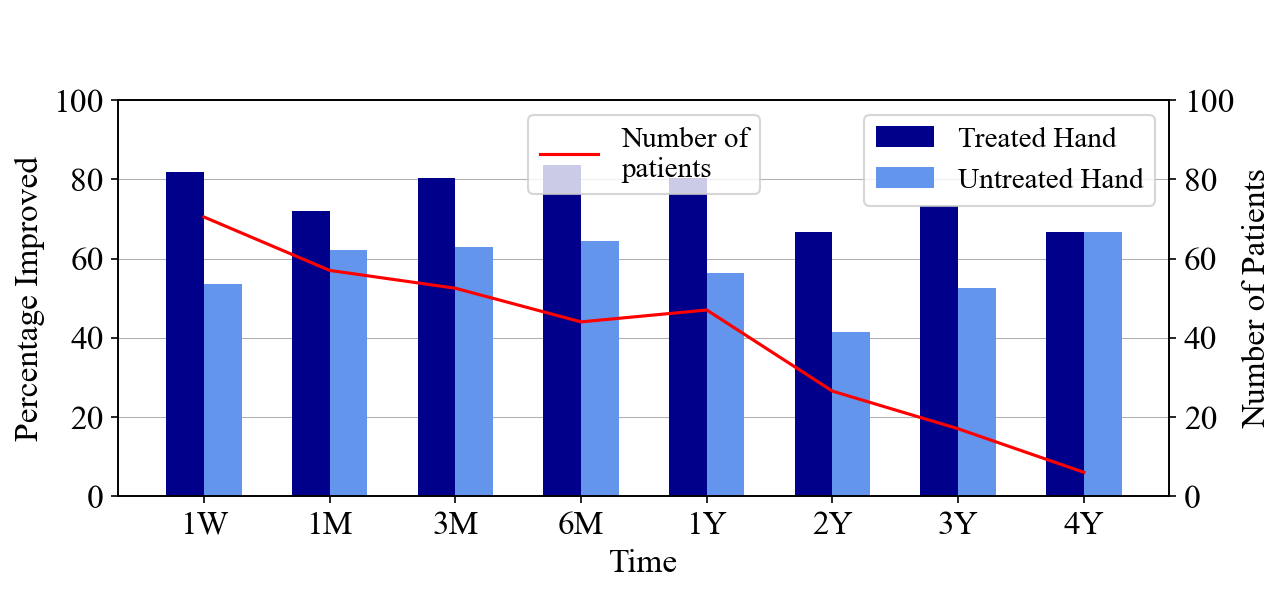 Number of
patients
Treated Hand
Untreated Hand
100
80
60
40
20
0
Percentage Improved
100
80
60
40
20
0
Number of Patients
1W 1M 3M 6M 1Y 2Y 3Y 4Y
Time